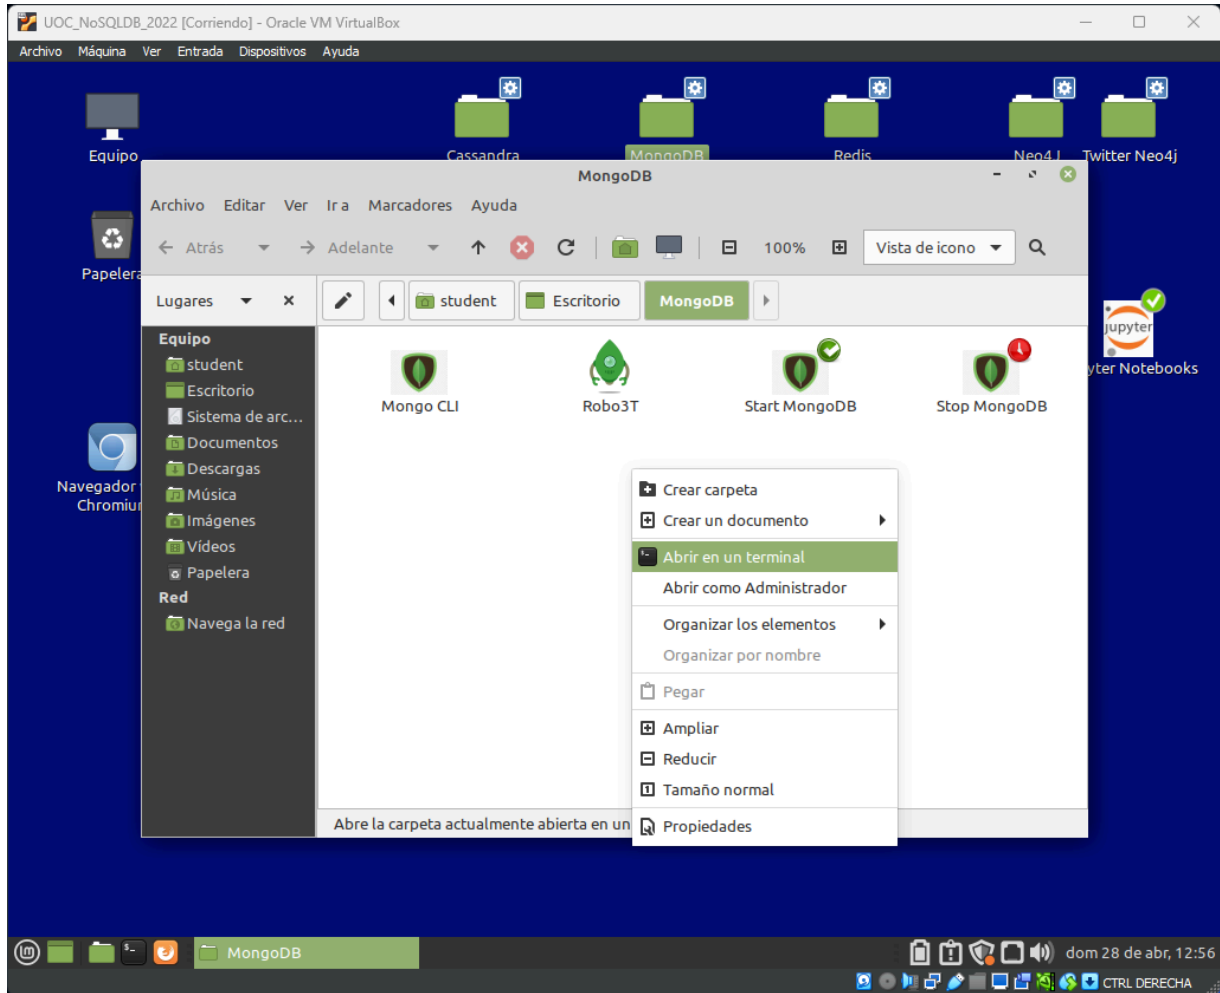 UOC_NoSQLDB_2022 [Corriendo] - Oracle VM VirtualBox
Archivo Máquina Ver Entrada Dispositivos Ayuda
Equipo
Cassandra
MongoDB
Redis
Neo4J
Twitter Neo4j
MongoDB
Archivo Editar Ver Ir a Marcadores Ayuda
Atrás Adelante 100% Vista de icono
Papelera
Lugares student Escritorio MongoDB
Equipo
student
Escritorio
Sistema de arc...
Documentos
Descargas
Música
Imágenes
Vídeos
Papelera
Red
Navega la red
Mongo CLI
Robo3T
Start MongoDB
Stop MongoDB
jupyter
yter Notebooks
Navegador
Chromiu
Crear carpeta
Crear un documento
Abrir en un terminal
Abrir como Administrador
Organizar los elementos
Organizar por nombre
Pegar
Ampliar
Reducir
Tamaño normal
Propiedades
Abre la carpeta actualmente abierta en un
MongoDB
dom 28 de abr, 12:56
CTRL DERECHA